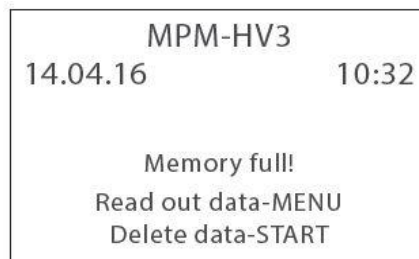 MPM-HV3
14.04.16 10:32
Memory full!
Read out data-MENU
Delete data-START